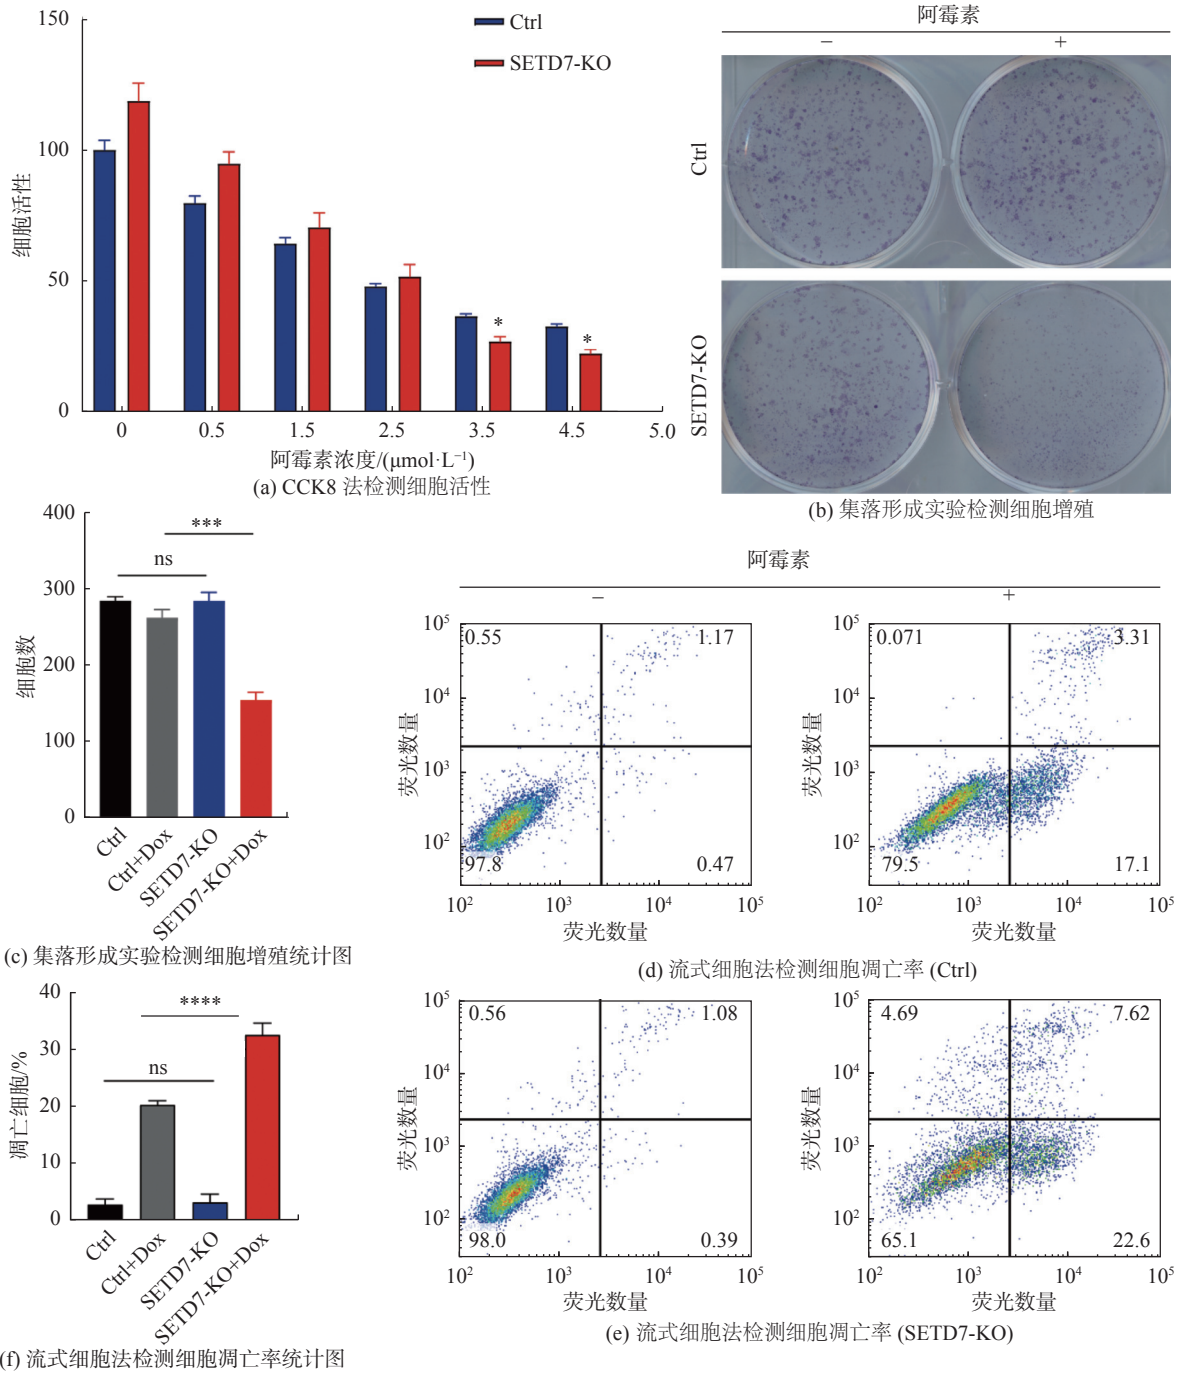 150
100
50
0
细胞活性
Ctrl
SETD7-KO
0 0.5 1.5 2.5 3.5 4.5 5.0
* *
阿霉素浓度/(μmol·L⁻¹)
(a) CCK8 法检测细胞活性
阿霉素
− +
Ctrl
SETD7-KO
(b) 集落形成实验检测细胞增殖
400
300
200
100
0
细胞数
***
ns
Ctrl
Ctrl+Dox
SETD7-KO
SETD7-KO+Dox
(c) 集落形成实验检测细胞增殖统计图
阿霉素
− +
10⁵
10⁴
10³
10²
荧光数量
0.55 1.17
97.8 0.47
10² 10³ 10⁴ 10⁵
荧光数量
10⁵
10⁴
10³
10²
荧光数量
0.071 3.31
79.5 17.1
10² 10³ 10⁴ 10⁵
荧光数量
(d) 流式细胞法检测细胞凋亡率 (Ctrl)
10⁵
10⁴
10³
10²
荧光数量
0.56 1.08
98.0 0.39
10² 10³ 10⁴ 10⁵
荧光数量
10⁵
10⁴
10³
10²
荧光数量
4.69 7.62
65.1 22.6
10² 10³ 10⁴ 10⁵
荧光数量
(e) 流式细胞法检测细胞凋亡率 (SETD7-KO)
40
30
20
10
0
凋亡细胞/%
****
ns
Ctrl
Ctrl+Dox
SETD7-KO
SETD7-KO+Dox
(f) 流式细胞法检测细胞凋亡率统计图